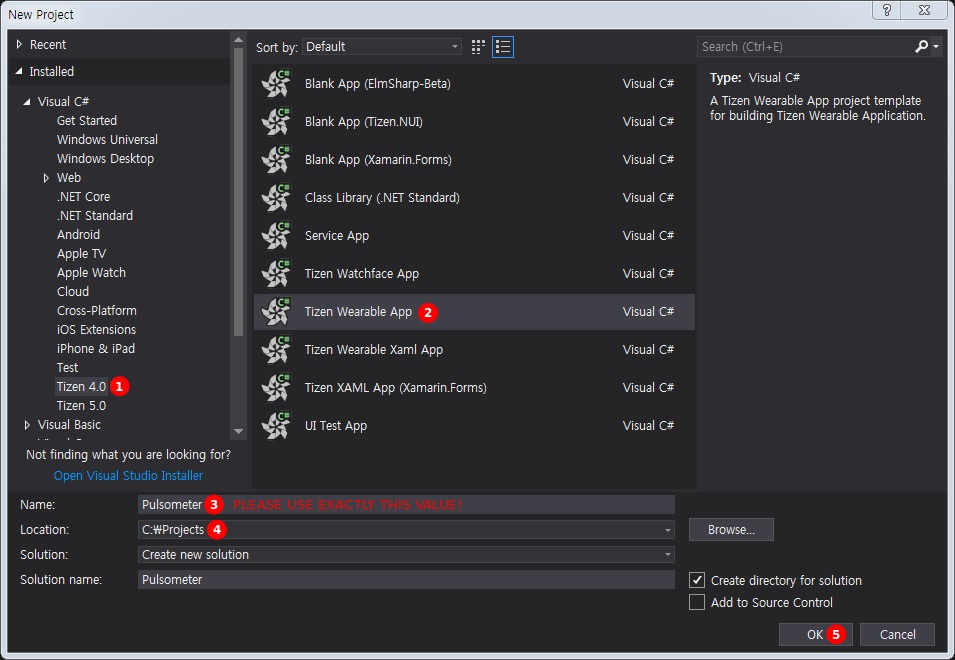 New Project
Recent
Installed
Visual C#
Get Started
Windows Universal
Windows Desktop
Web
.NET Core
.NET Standard
Android
Apple TV
Apple Watch
Cloud
Cross-Platform
iOS Extensions
iPhone & iPad
Test
Tizen 4.0 1
Tizen 5.0
Visual Basic
Not finding what you are looking for?
Open Visual Studio Installer
Sort by: Default
Blank App (ElmSharp-Beta) Visual C#
Blank App (Tizen.NUI) Visual C#
Blank App (Xamarin.Forms) Visual C#
Class Library (.NET Standard) Visual C#
Service App Visual C#
Tizen Watchface App Visual C#
Tizen Wearable App 2 Visual C#
Tizen Wearable Xaml App Visual C#
Tizen XAML App (Xamarin.Forms) Visual C#
UI Test App Visual C#
Search (Ctrl+E)
Type: Visual C#
A Tizen Wearable App project template
for building Tizen Wearable Application.
Name: Pulsometer 3 PLEASE USE EXACTLY THIS VALUE!
Location: C:₩Projects 4 Browse...
Solution: Create new solution
Solution name: Pulsometer
Create directory for solution
Add to Source Control
OK 5 Cancel